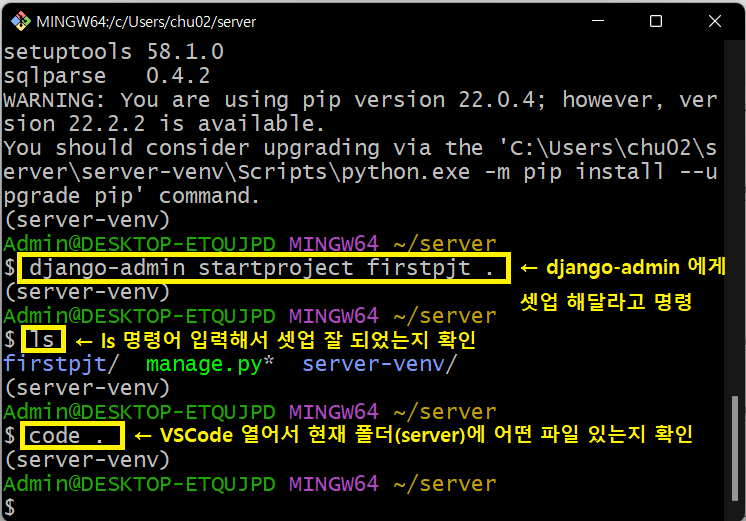 MINGW64:/c/Users/chu02/server
setuptools 58.1.0
sqlparse   0.4.2
WARNING: You are using pip version 22.0.4; however, ver
sion 22.2.2 is available.
You should consider upgrading via the 'C:\Users\chu02\s
erver\server-venv\Scripts\python.exe -m pip install --u
pgrade pip' command.
(server-venv)
Admin@DESKTOP-ETQUJPD MINGW64 ~/server
$ django-admin startproject firstpjt . ← django-admin 에게
셋업 해달라고 명령
(server-venv)
Admin@DESKTOP-ETQUJPD MINGW64 ~/server
$ ls ← ls 명령어 입력해서 셋업 잘 되었는지 확인
firstpjt/  manage.py*  server-venv/
(server-venv)
Admin@DESKTOP-ETQUJPD MINGW64 ~/server
$ code . ← VSCode 열어서 현재 폴더(server)에 어떤 파일 있는지 확인
(server-venv)
Admin@DESKTOP-ETQUJPD MINGW64 ~/server
$